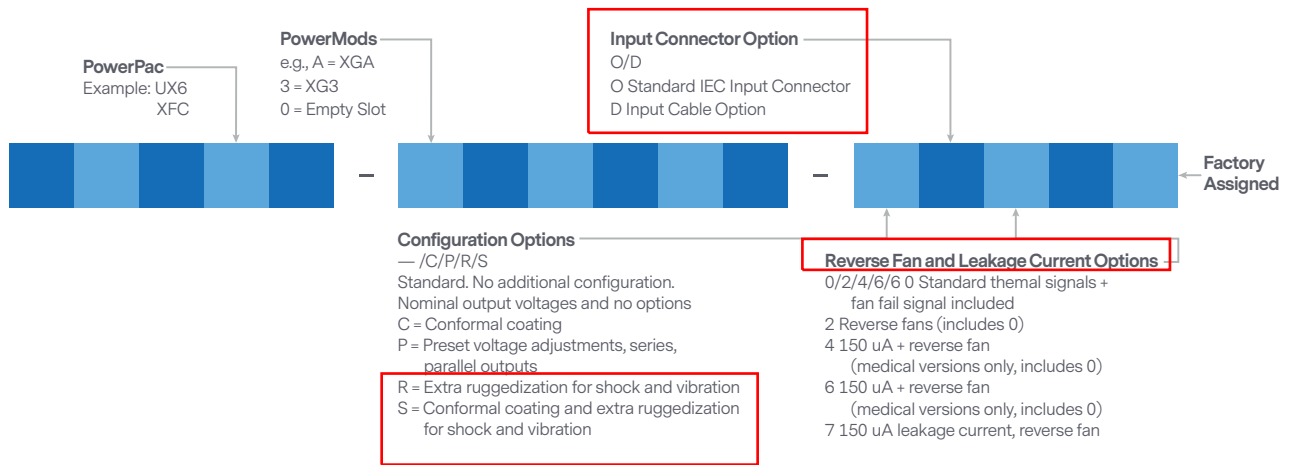 PowerPac
Example: UX6
XFC
PowerMods
e.g., A = XGA
3 = XG3
0 = Empty Slot
Input Connector Option
O/D
O Standard IEC Input Connector
D Input Cable Option
–
–
Factory
Assigned
Configuration Options
— /C/P/R/S
Standard. No additional configuration.
Nominal output voltages and no options
C = Conformal coating
P = Preset voltage adjustments, series,
parallel outputs
R = Extra ruggedization for shock and vibration
S = Conformal coating and extra ruggedization
for shock and vibration
Reverse Fan and Leakage Current Options
0/2/4/6/6 0 Standard themal signals +
fan fail signal included
2 Reverse fans (includes 0)
4 150 uA + reverse fan
(medical versions only, includes 0)
6 150 uA + reverse fan
(medical versions only, includes 0)
7 150 uA leakage current, reverse fan